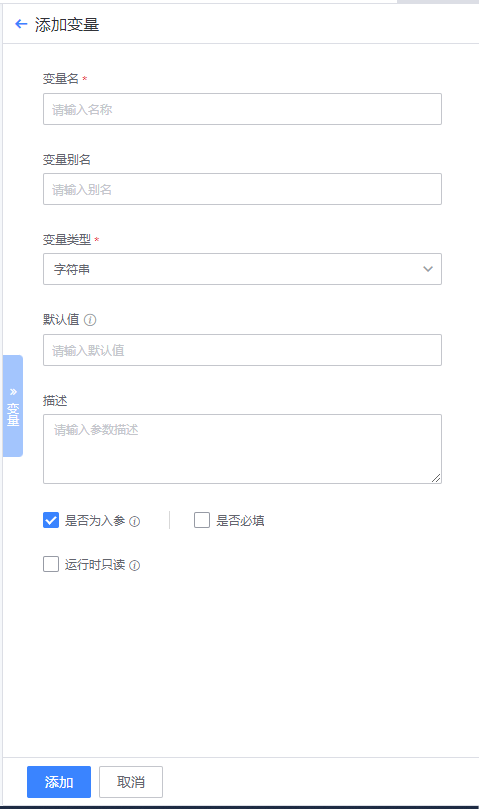 添加变量
变量名 *
请输入名称
变量别名
请输入别名
变量类型 *
字符串
默认值
请输入默认值
变量
描述
请输入参数描述
是否为入参 是否必填
运行时只读
添加 取消